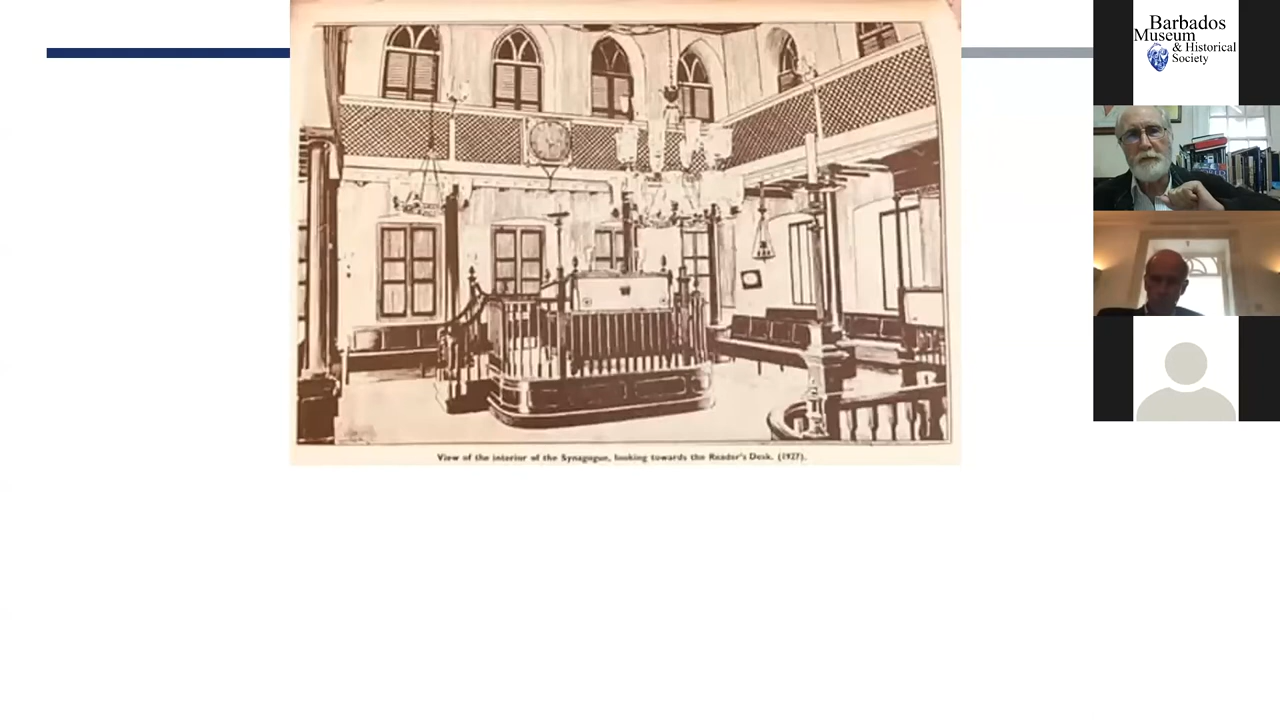 View of the interior of the Synagogue, looking towards the Reader's Desk. (1927).
Barbados
Museum
& Historical
Society